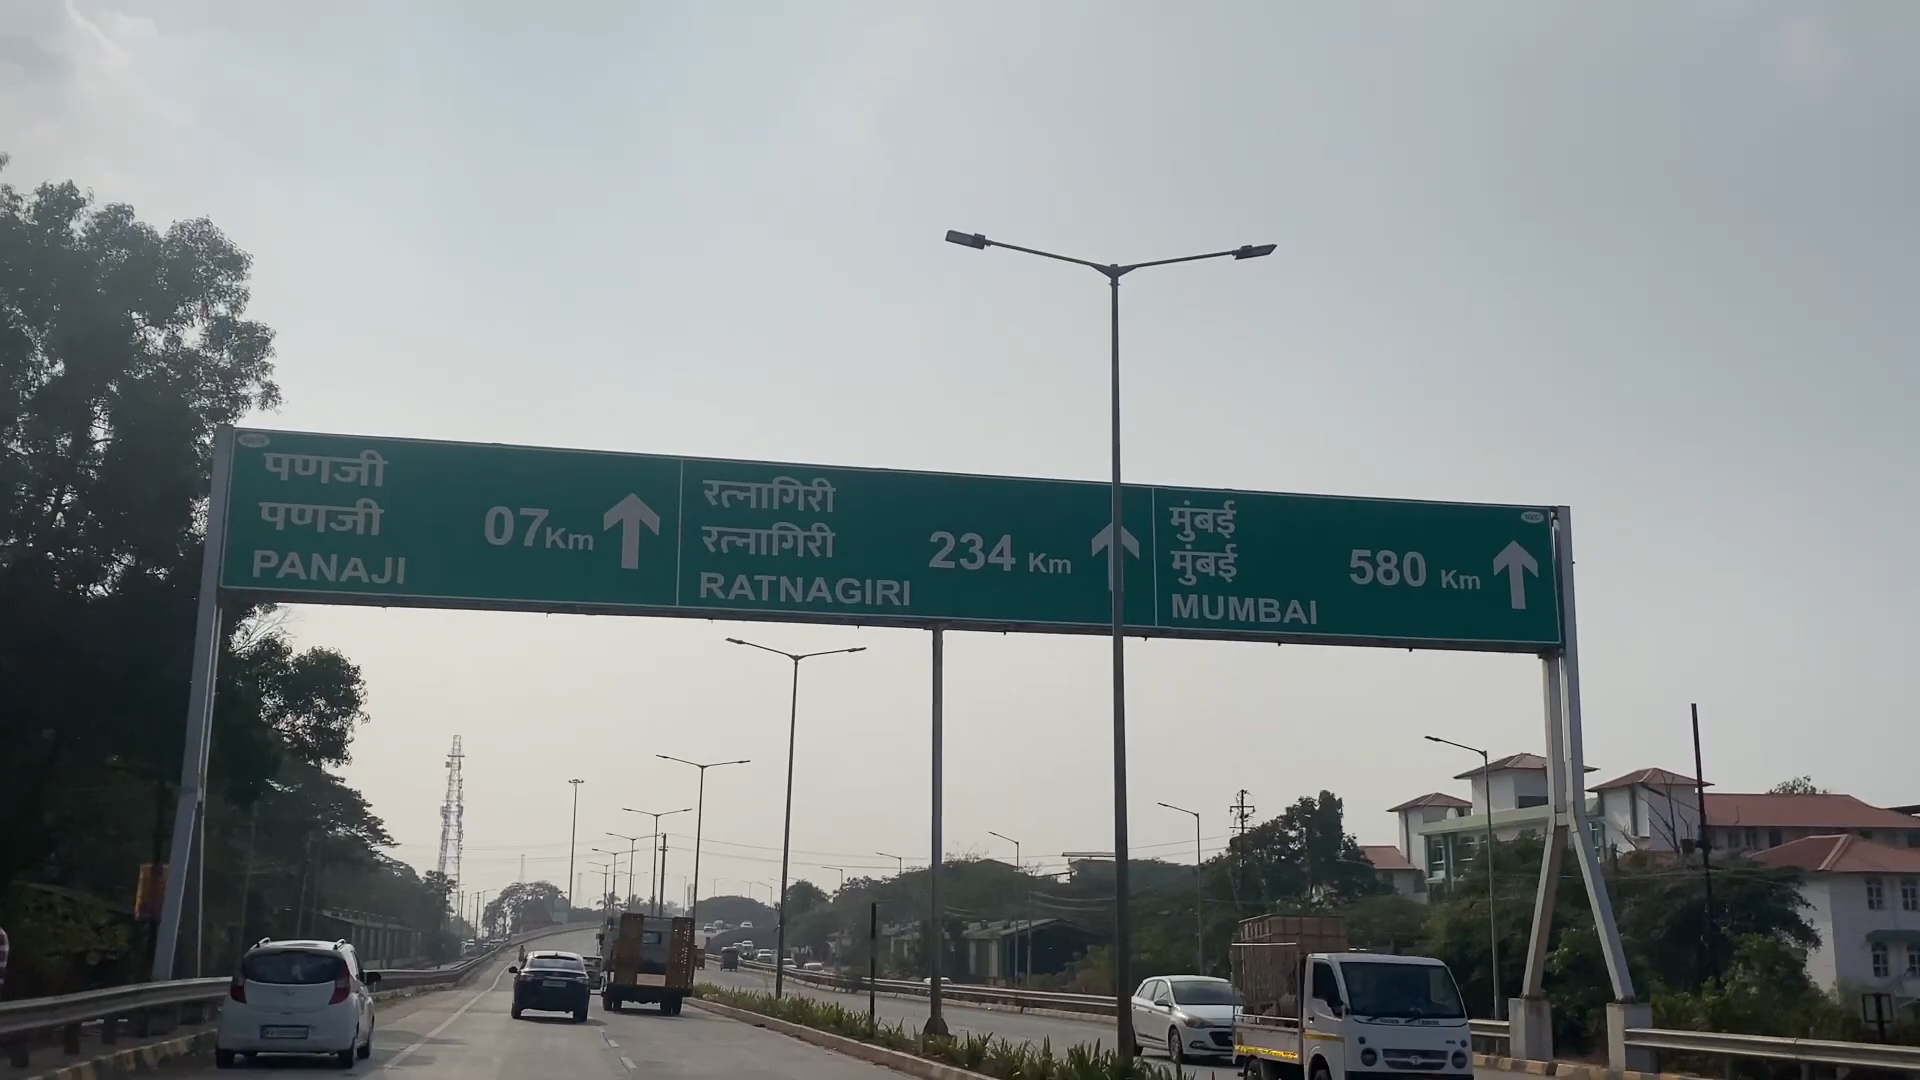 पणजी
पणजी
PANAJI
07Km
रत्नागिरी
रत्नागिरी
RATNAGIRI
234 Km
मुंबई
मुंबई
MUMBAI
580 Km